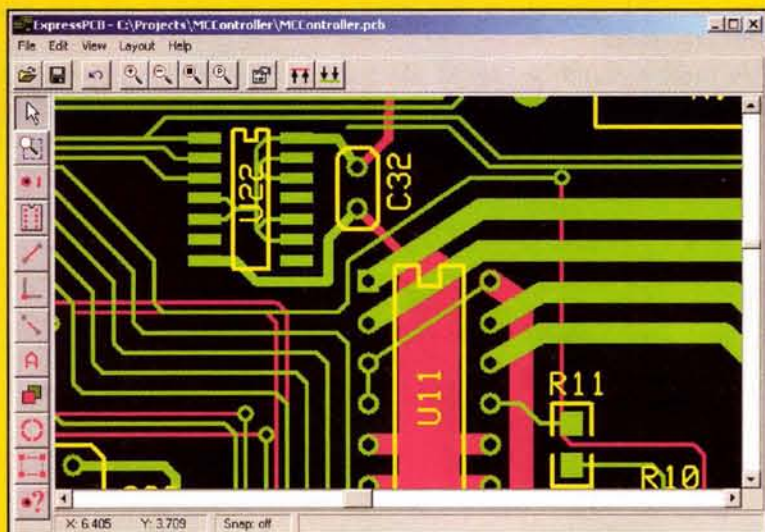 ExpressPCB - C:\Projects\MCController\MCController.pcb
File Edit View Layout Help
U22
C32
U11
R11
R10
A
X: 6.405 Y: 3.709 Snap: off